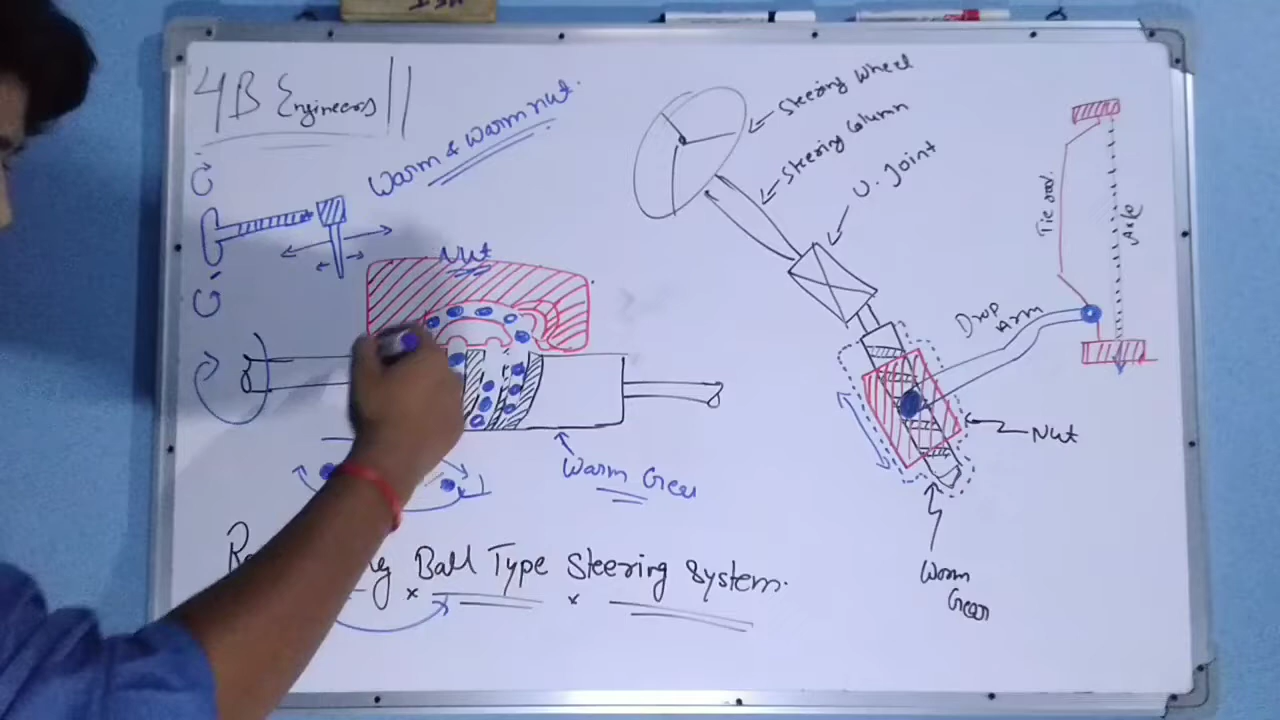 4B Engineers
Warm & Warm nut.
Nut
Warm Gear
Ball Type Steering System.
Steering Wheel
Steering Column
U. Joint
Tie rod.
Axle
Drop
Arm
Nut
Worm
Gear